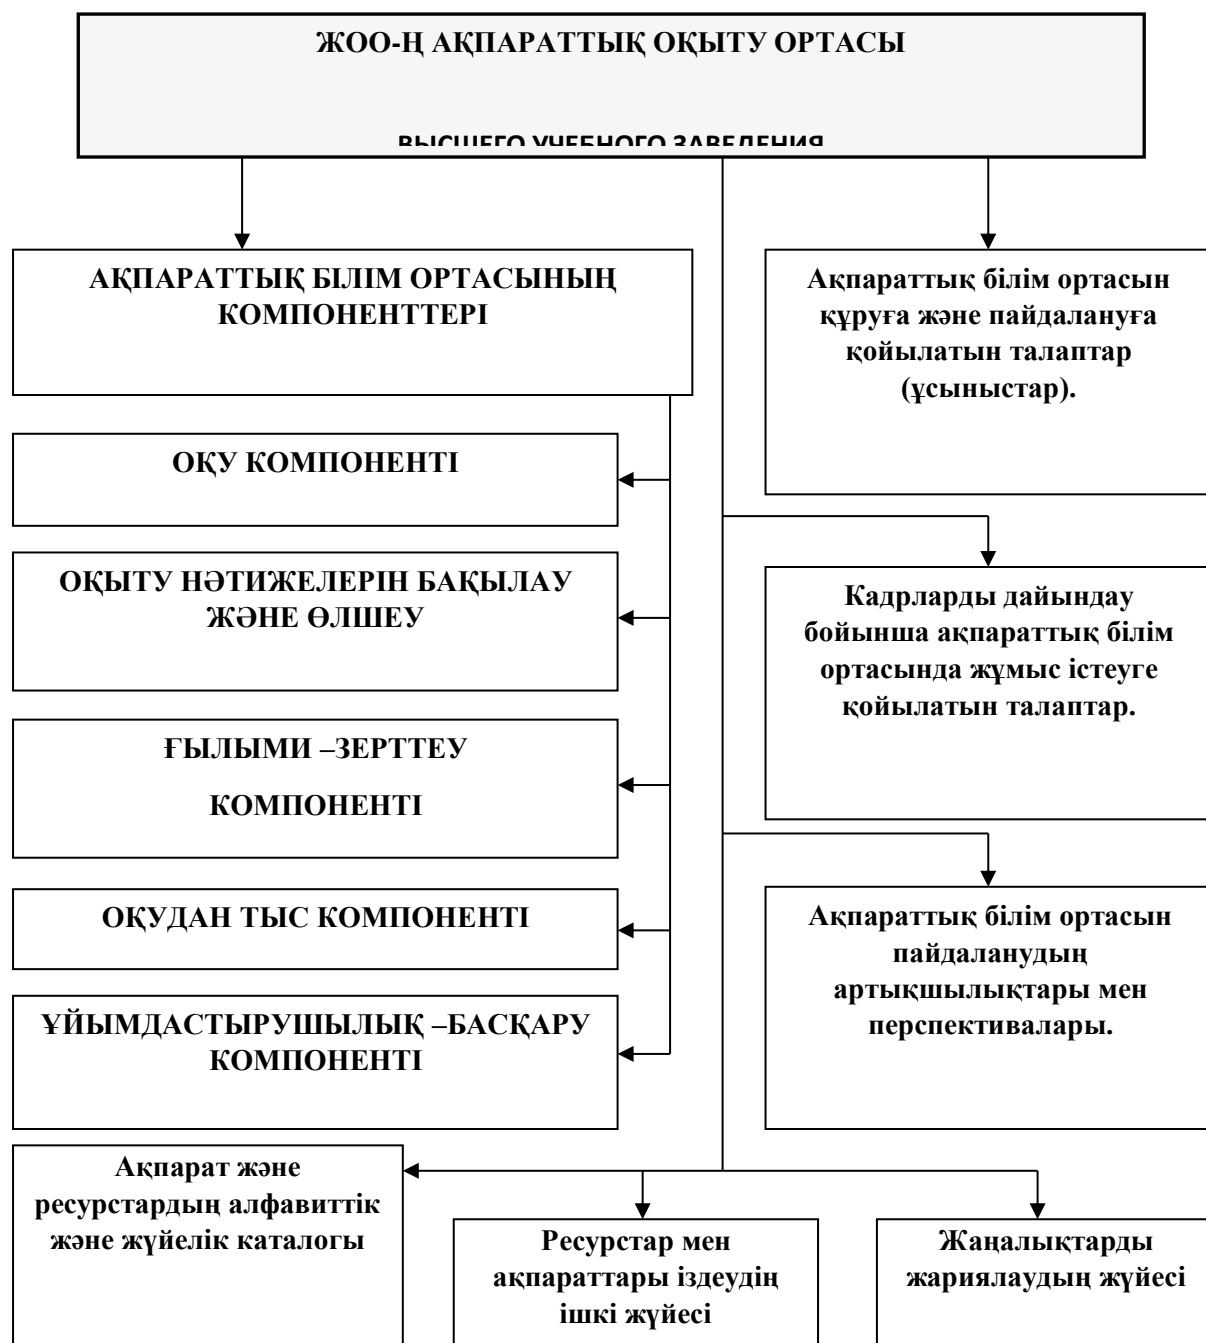 ЖОО-Ң АҚПАРАТТЫҚ ОҚЫТУ ОРТАСЫ
ВЫСШЕГО УЧЕБНОГО ЗАВЕДЕНИЯ
АҚПАРАТТЫҚ БІЛІМ ОРТАСЫНЫҢ
КОМПОНЕНТТЕРІ
ОҚУ КОМПОНЕНТІ
ОҚЫТУ НӘТИЖЕЛЕРІН БАҚЫЛАУ
ЖӘНЕ ӨЛШЕУ
ҒЫЛЫМИ –ЗЕРТТЕУ
КОМПОНЕНТІ
ОҚУДАН ТЫС КОМПОНЕНТІ
ҰЙЫМДАСТЫРУШЫЛЫҚ –БАСҚАРУ
КОМПОНЕНТІ
Ақпараттық білім ортасын
құруға және пайдалануға
қойылатын талаптар
(ұсыныстар).
Кадрларды дайындау
бойынша ақпараттық білім
ортасында жұмыс істеуге
қойылатын талаптар.
Ақпараттық білім ортасын
пайдаланудың
артықшылықтары мен
перспективалары.
Ақпарат және
ресурстардың алфавиттік
және жүйелік каталогы
Ресурстар мен
ақпараттары іздеудің
ішкі жүйесі
Жаңалықтарды
жариялаудың жүйесі